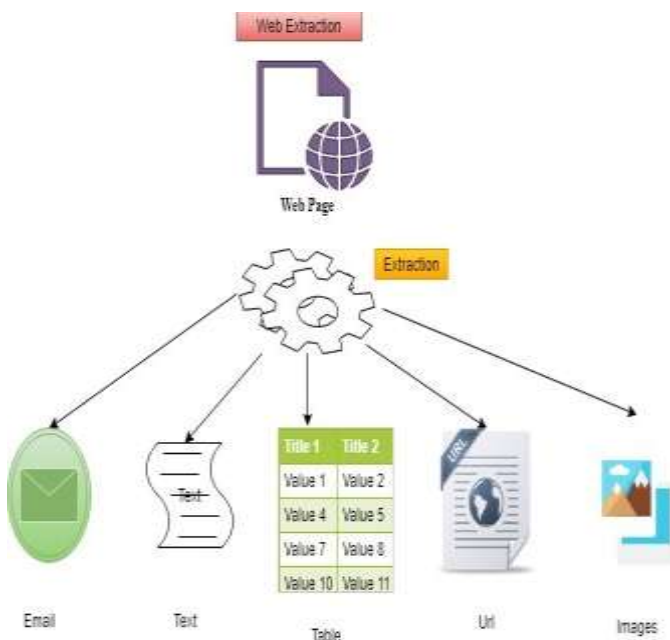 Web Extraction
Web Page
Extraction
URL
Text
Title 1 Title 2
Value 1 Value 2
Value 4 Value 5
Value 7 Value 8
Value 10 Value 11
Email
Text
Table
Url
Images